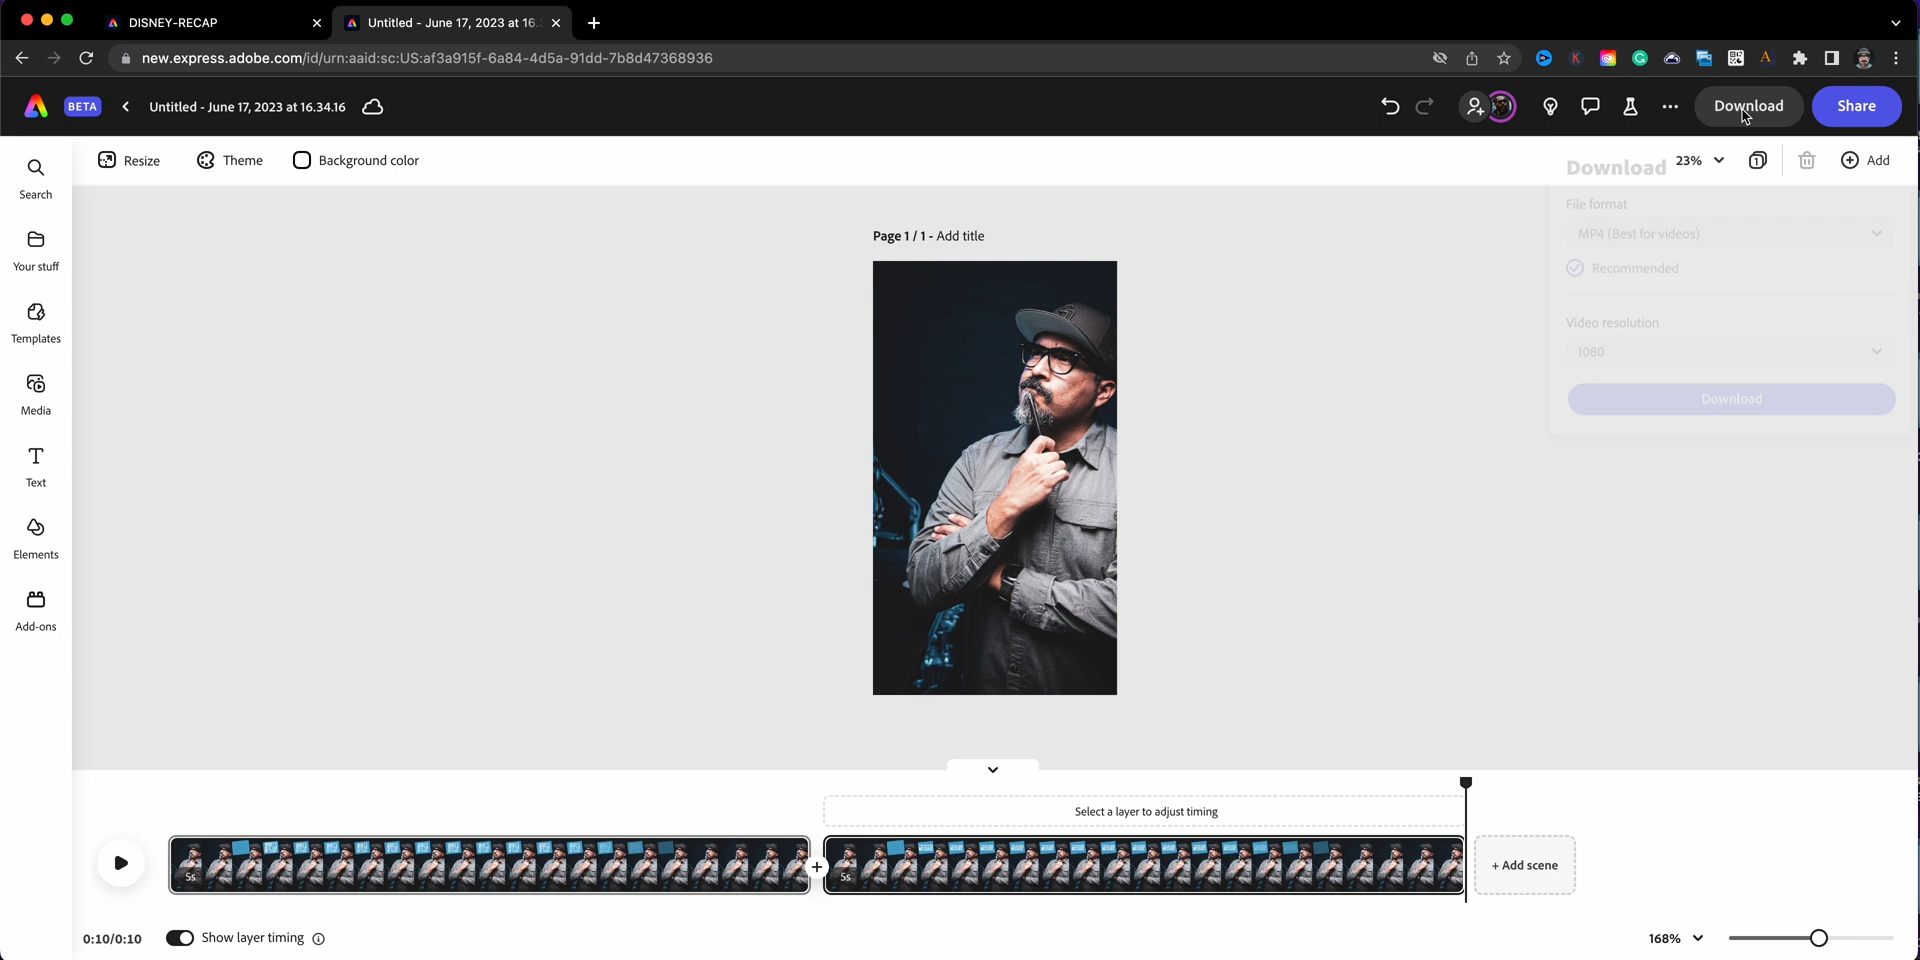 DISNEY-RECAP
Untitled - June 17, 2023 at 16.
new.express.adobe.com/id/urn:aaid:sc:US:af3a915f-6a84-4d5a-91dd-7b8d47368936
BETA
Untitled - June 17, 2023 at 16.34.16
Download
Share
Resize
Theme
Background color
23%
1
Add
Search
Your stuff
Templates
Media
Text
Elements
Add-ons
Page 1 / 1 - Add title
Download
File format
MP4 (Best for videos)
Recommended
Video resolution
1080
Download
Select a layer to adjust timing
5s
5s
+ Add scene
0:10/0:10
Show layer timing
168%